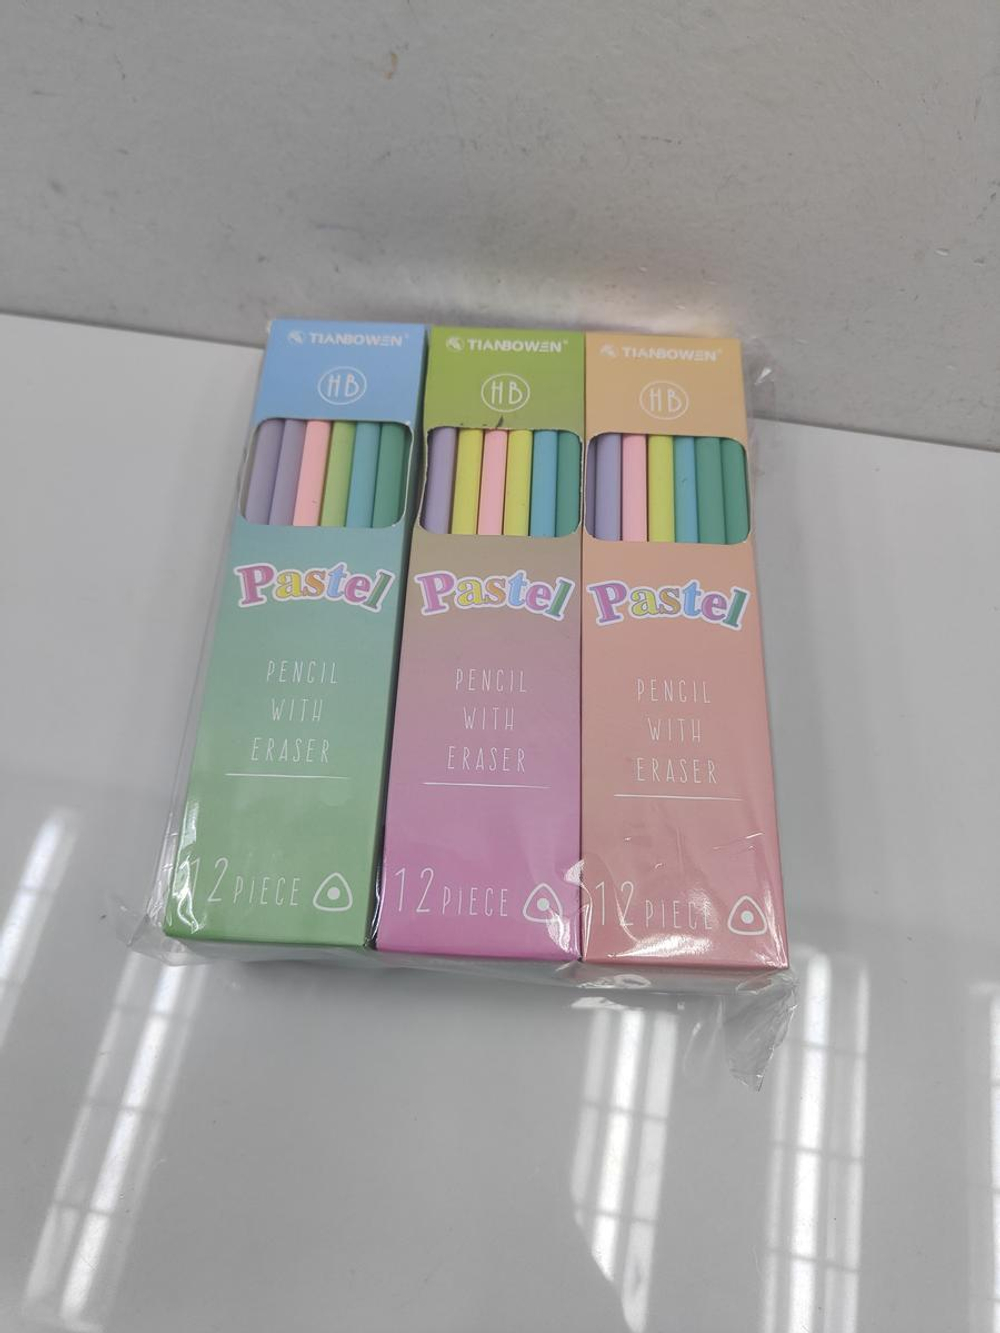 TIANBOWEN®
HB
Pastel
PENCIL
WITH
ERASER
12 PIECE
TIANBOWEN®
HB
Pastel
PENCIL
WITH
ERASER
12 PIECE
TIANBOWEN®
HB
Pastel
PENCIL
WITH
ERASER
12 PIECE